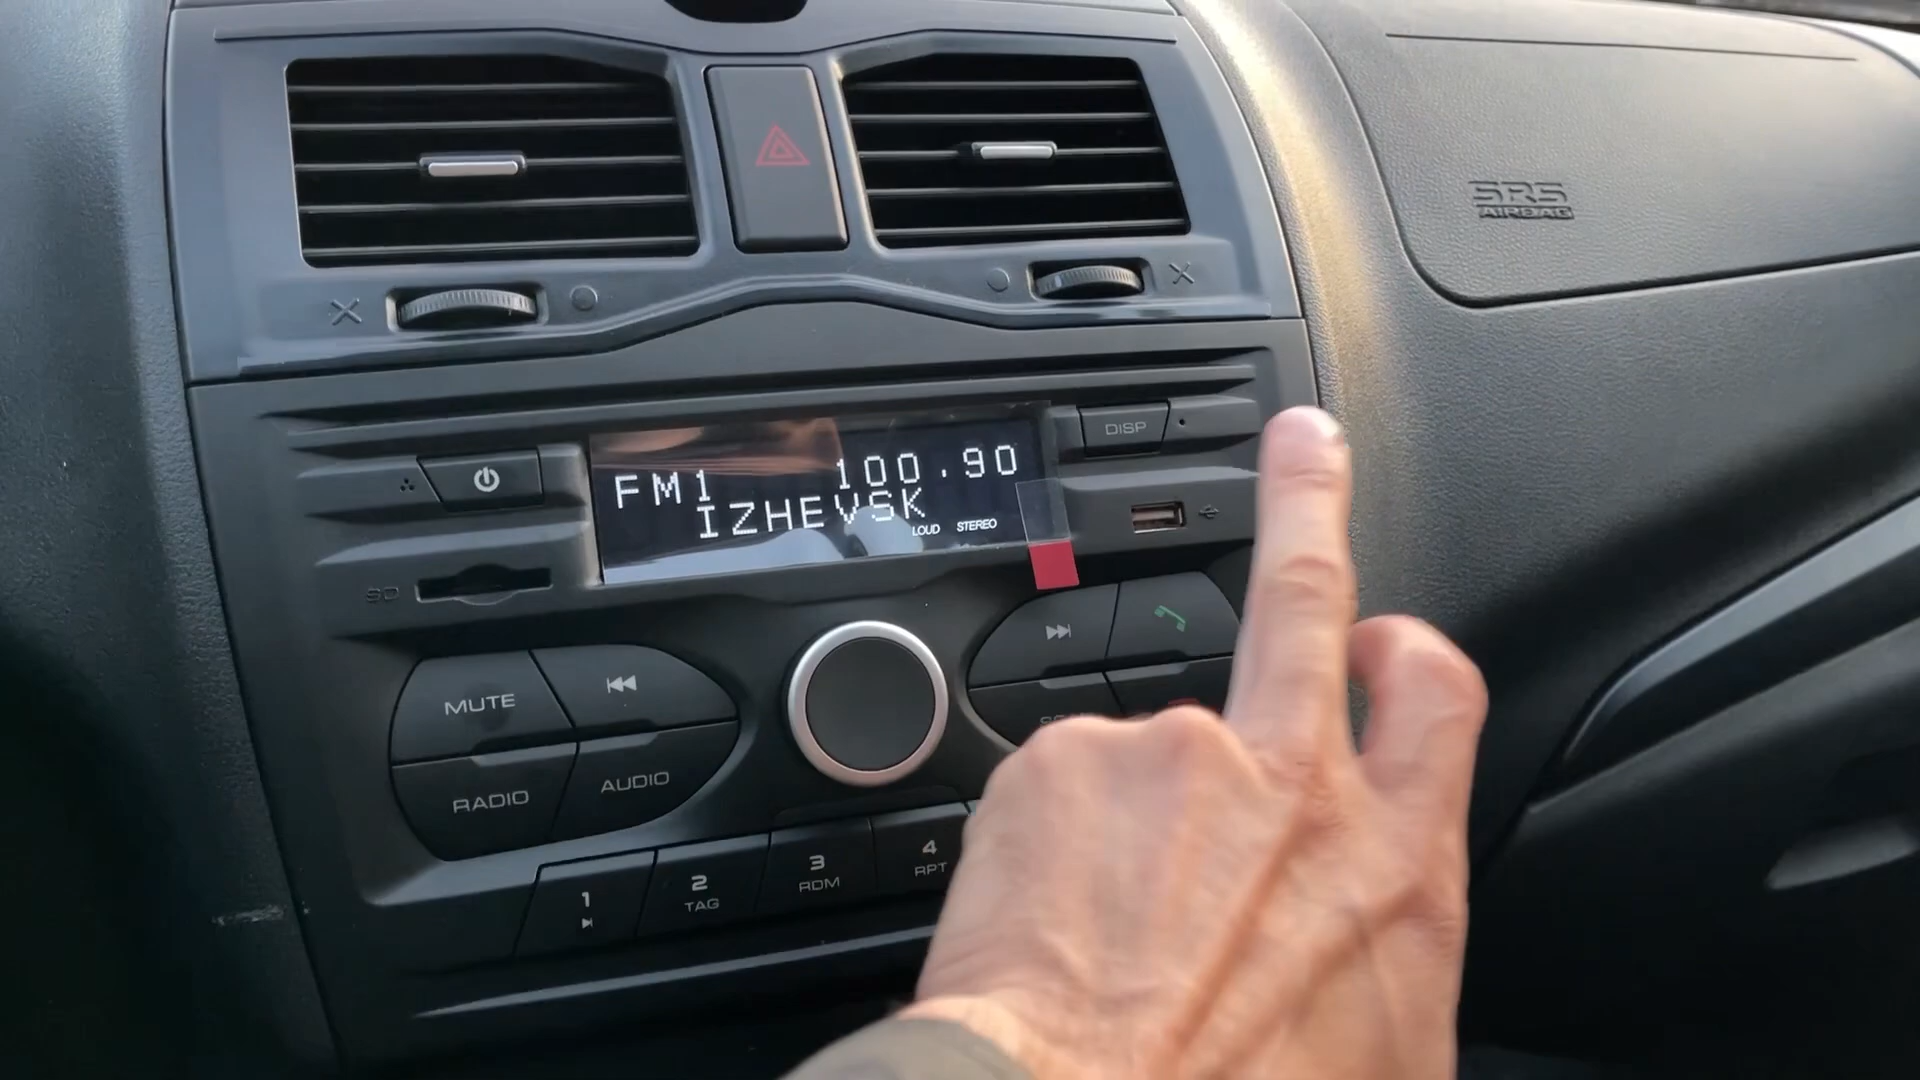 SRS
AIRBAG
DISP
FM1 100.90
IZHEVSK
LOUD STEREO
SD
MUTE
RADIO
AUDIO
1
2
TAG
3
RDM
4
RPT